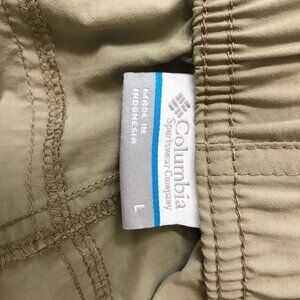 Columbia
Sportswear Company
MADE IN
INDONESIA
L